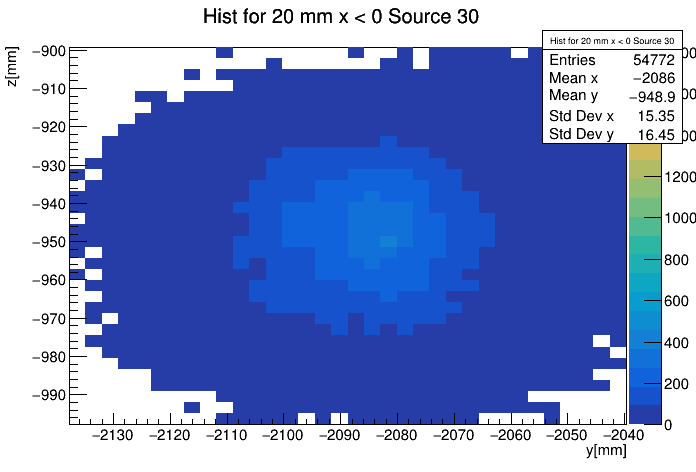 Hist for 20 mm x < 0 Source 30
Hist for 20 mm x < 0 Source 30
Entries 54772
Mean x −2086
Mean y −948.9
Std Dev x 15.35
Std Dev y 16.45
z[mm]
−900
−910
−920
−930
−940
−950
−960
−970
−980
−990
1200
1000
800
600
400
200
0
−2130 −2120 −2110 −2100 −2090 −2080 −2070 −2060 −2050 −2040
y[mm]